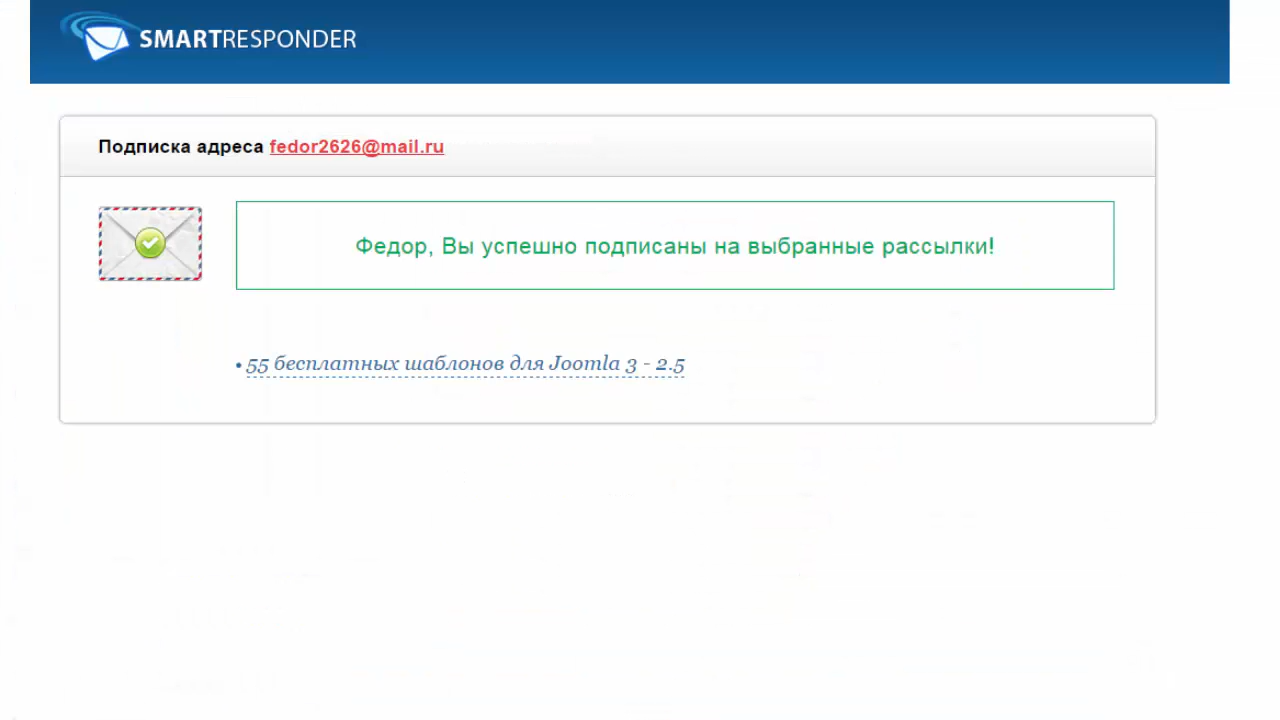 SMARTRESPONDER
Подписка адреса fedor2626@mail.ru
Федор, Вы успешно подписаны на выбранные рассылки!
• 55 бесплатных шаблонов для Joomla 3 - 2.5